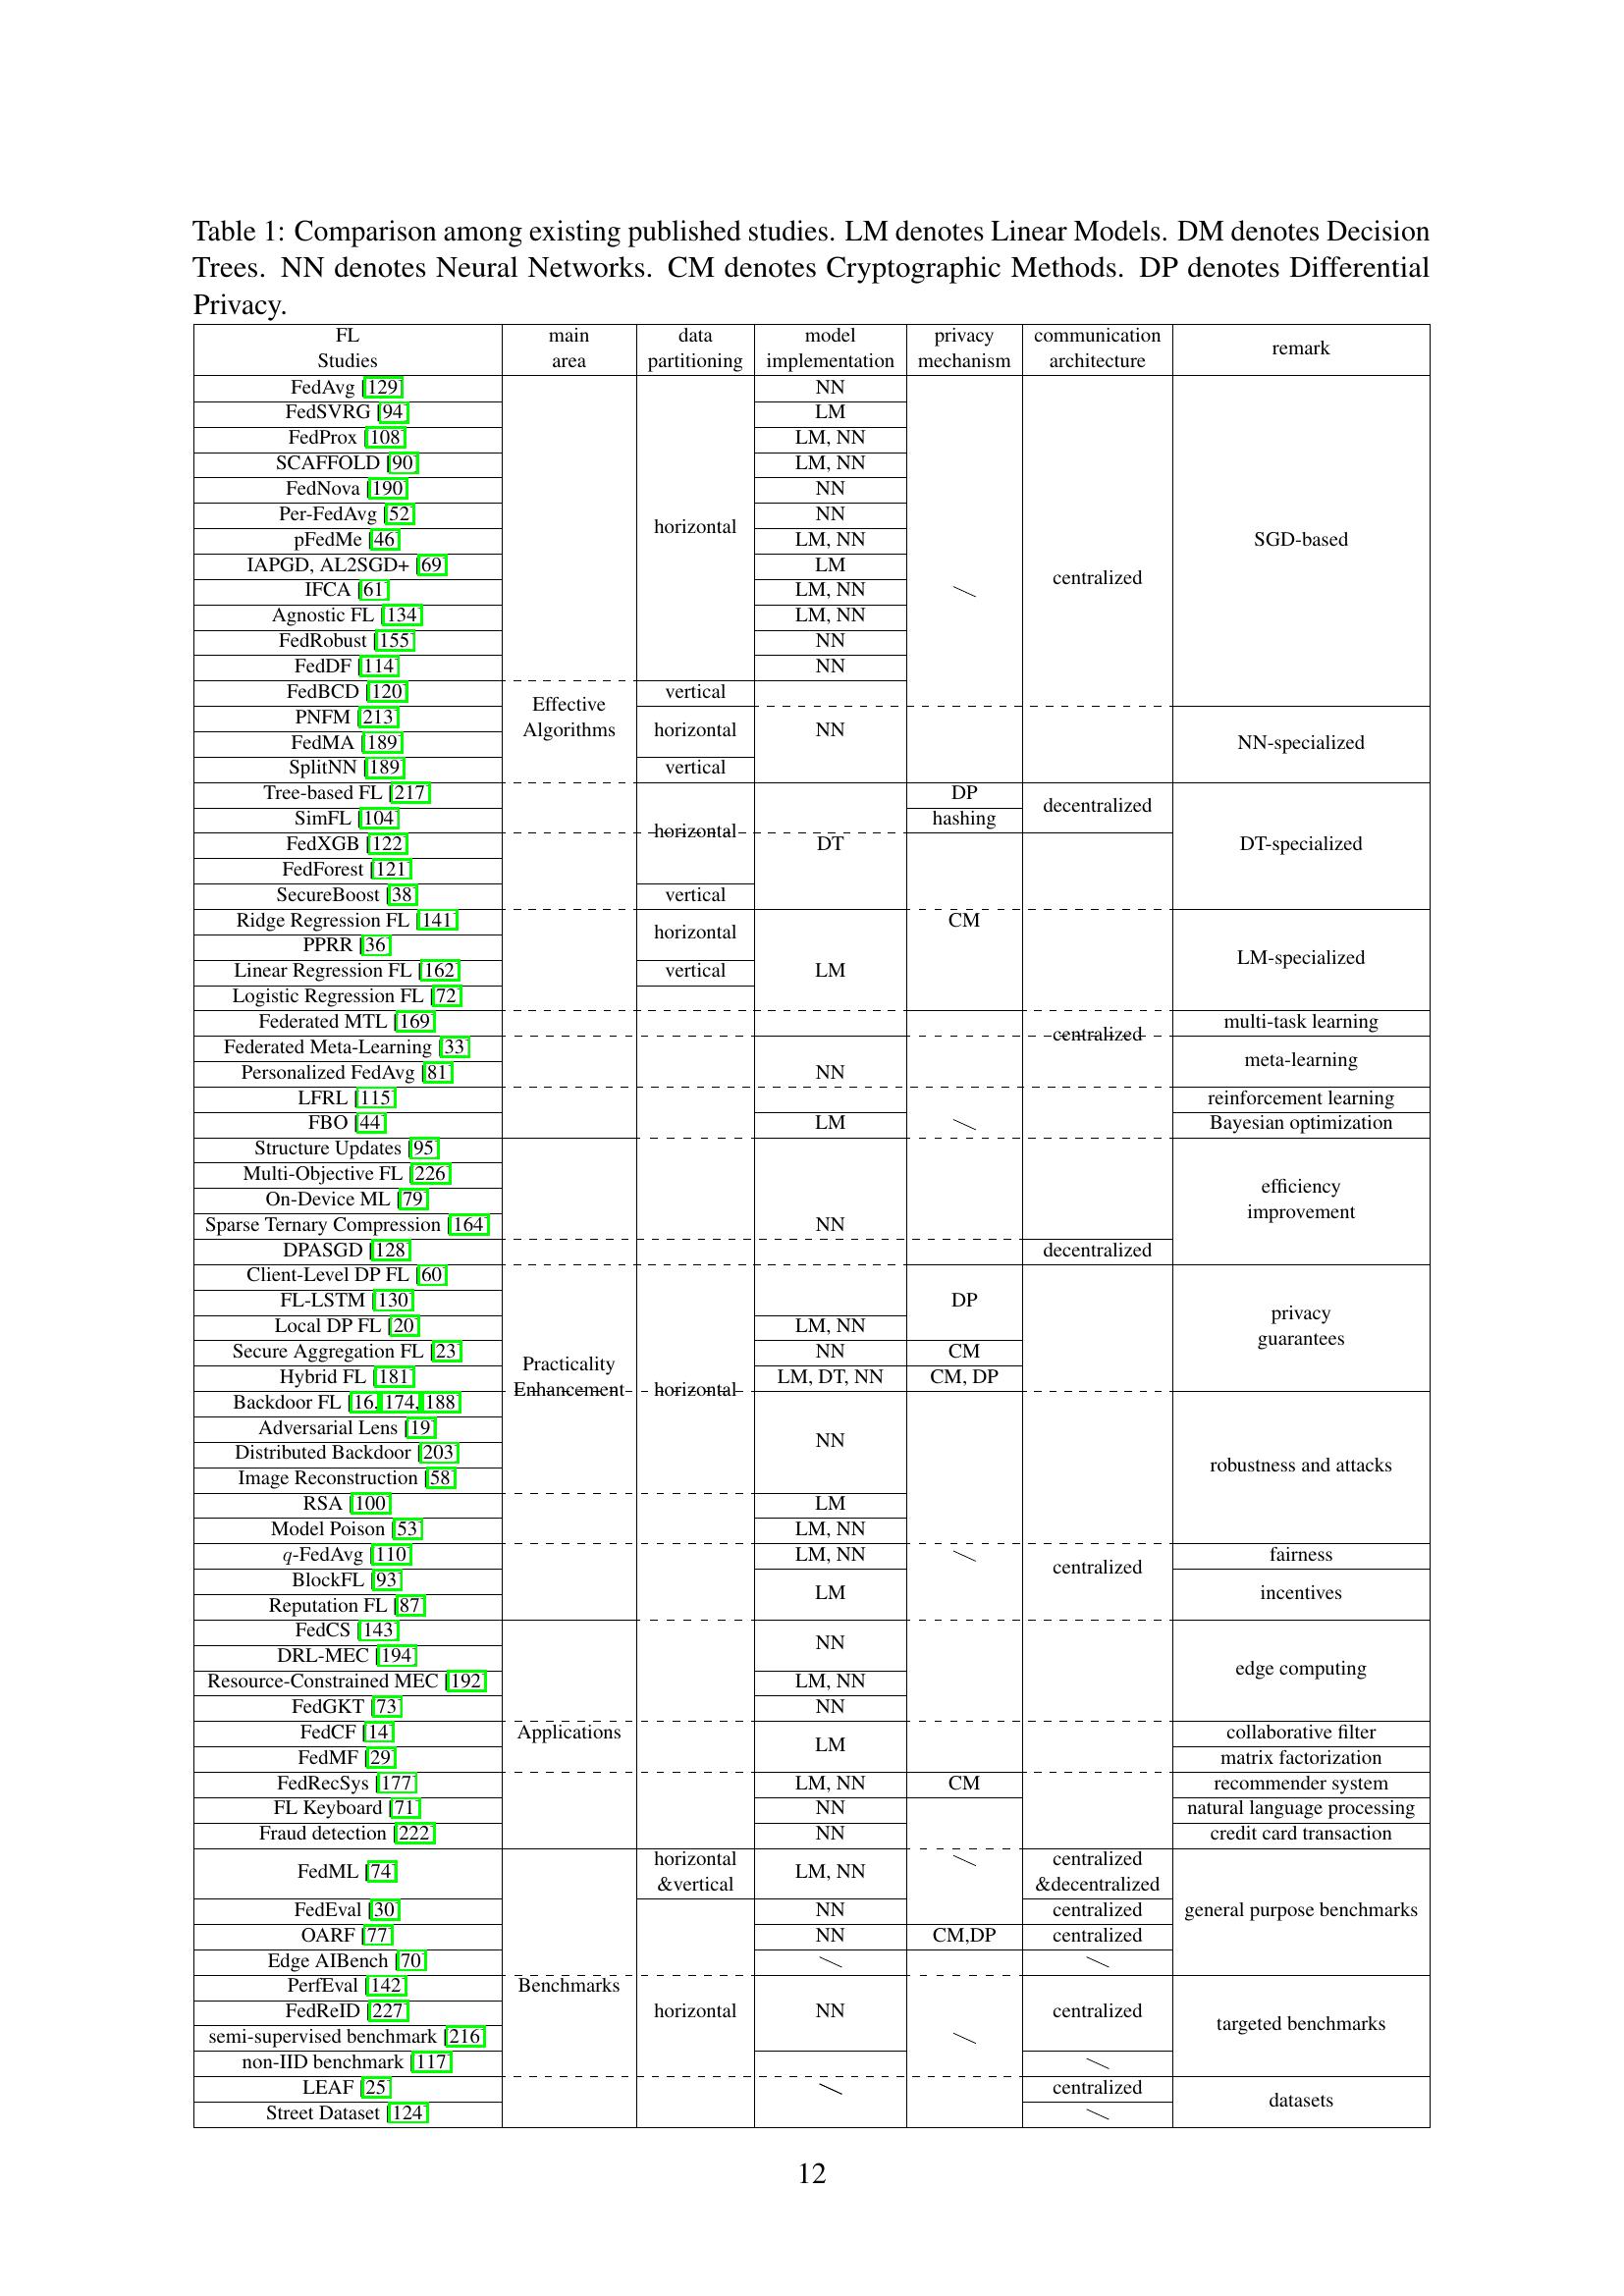 Table 1: Comparison among existing published studies. LM denotes Linear Models. DM denotes Decision
Trees. NN denotes Neural Networks. CM denotes Cryptographic Methods. DP denotes Differential
Privacy.
FL Studies main area data partitioning model implementation privacy mechanism communication architecture remark
FedAvg [129] NN
FedSVRG [94] LM
FedProx [108] LM, NN
SCAFFOLD [90] LM, NN
FedNova [190] NN
Per-FedAvg [52] NN
horizontal
pFedMe [46] LM, NN SGD-based
IAPGD, AL2SGD+ [69] LM
centralized
IFCA [61] LM, NN \
Agnostic FL [134] LM, NN
FedRobust [155] NN
FedDF [114] NN
FedBCD [120] vertical
Effective Algorithms
PNFM [213]
horizontal NN
FedMA [189] NN-specialized
SplitNN [189] vertical
Tree-based FL [217] DP
decentralized
SimFL [104] hashing
horizontal
FedXGB [122] DT DT-specialized
FedForest [121]
SecureBoost [38] vertical
Ridge Regression FL [141] CM
horizontal
PPRR [36]
LM-specialized
Linear Regression FL [162] vertical LM
Logistic Regression FL [72]
Federated MTL [169] multi-task learning
centralized
Federated Meta-Learning [33]
meta-learning
Personalized FedAvg [81] NN
LFRL [115] reinforcement learning
FBO [44] LM \ Bayesian optimization
Structure Updates [95]
Multi-Objective FL [226]
efficiency improvement
On-Device ML [79]
Sparse Ternary Compression [164] NN
DPASGD [128] decentralized
Client-Level DP FL [60]
FL-LSTM [130] DP
privacy guarantees
Local DP FL [20] LM, NN
Secure Aggregation FL [23] NN CM
Practicality Enhancement
Hybrid FL [181] LM, DT, NN CM, DP
horizontal
Backdoor FL [16, 174, 188]
Adversarial Lens [19]
NN
Distributed Backdoor [203]
robustness and attacks
Image Reconstruction [58]
RSA [100] LM
Model Poison [53] LM, NN
q-FedAvg [110] LM, NN \ fairness
centralized
BlockFL [93]
LM incentives
Reputation FL [87]
FedCS [143]
NN
DRL-MEC [194]
edge computing
Resource-Constrained MEC [192] LM, NN
FedGKT [73] NN
FedCF [14] Applications collaborative filter
LM
FedMF [29] matrix factorization
FedRecSys [177] LM, NN CM recommender system
FL Keyboard [71] NN natural language processing
Fraud detection [222] NN credit card transaction
FedML [74] horizontal &vertical LM, NN \ centralized &decentralized
FedEval [30] NN centralized general purpose benchmarks
OARF [77] NN CM,DP centralized
Edge AIBench [70] \ \
PerfEval [142] Benchmarks
FedReID [227] horizontal NN centralized
targeted benchmarks
semi-supervised benchmark [216] \
non-IID benchmark [117] \
LEAF [25] \ centralized
datasets
Street Dataset [124] \
12